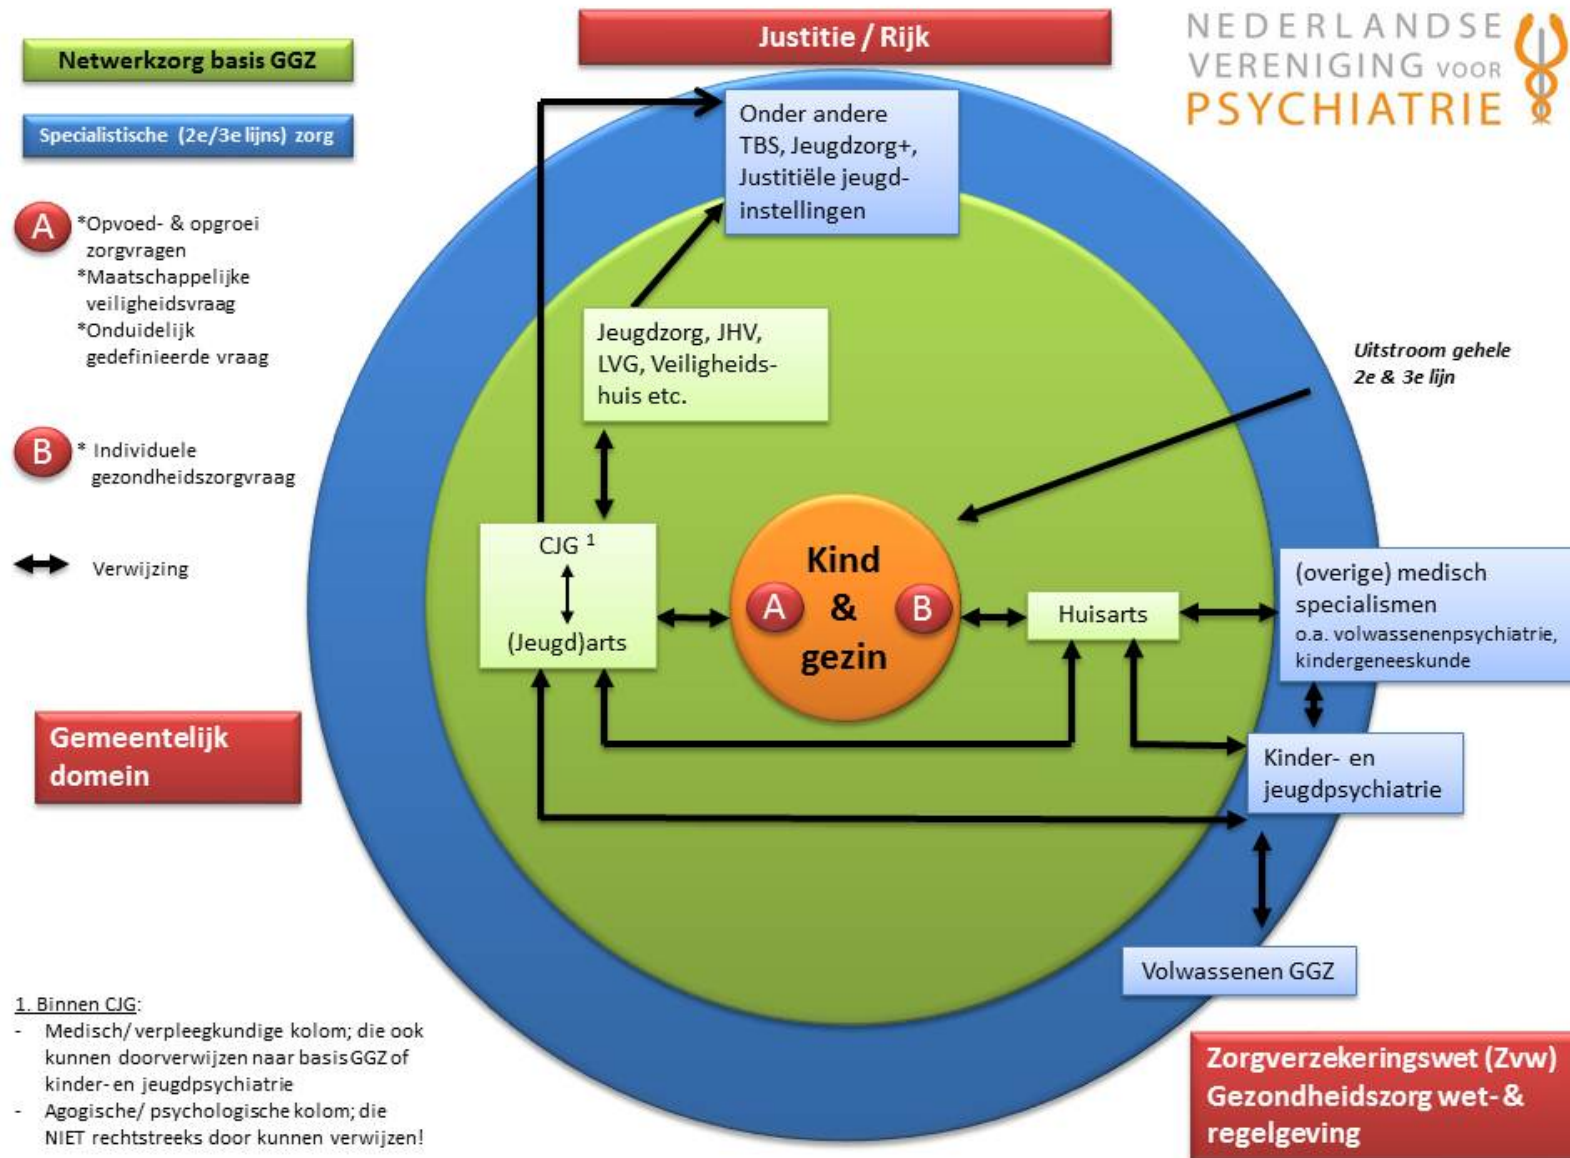 Justitie / Rijk
NEDERLANDSE
VERENIGING VOOR
PSYCHIATRIE
Netwerkzorg basis GGZ
Specialistische (2e/3e lijns) zorg
A
*Opvoed- & opgroei
zorgvragen
*Maatschappelijke
veiligheidsvraag
*Onduidelijk
gedefinieerde vraag
B
* Individuele
gezondheidszorgvraag
Verwijzing
Onder andere
TBS, Jeugdzorg+,
Justitiële jeugd-
instellingen
Jeugdzorg, JHV,
LVG, Veiligheids-
huis etc.
Uitstroom gehele
2e & 3e lijn
CJG 1
(Jeugd)arts
Kind
&
gezin
A
B
Huisarts
(overige) medisch
specialismen
o.a. volwassenenpsychiatrie,
kindergeneeskunde
Gemeentelijk
domein
Kinder- en
jeugdpsychiatrie
Volwassenen GGZ
1. Binnen CJG:
- Medisch/ verpleegkundige kolom; die ook
kunnen doorverwijzen naar basisGGZ of
kinder- en jeugdpsychiatrie
- Agogische/ psychologische kolom; die
NIET rechtstreeks door kunnen verwijzen!
Zorgverzekeringswet (Zvw)
Gezondheidszorg wet- &
regelgeving